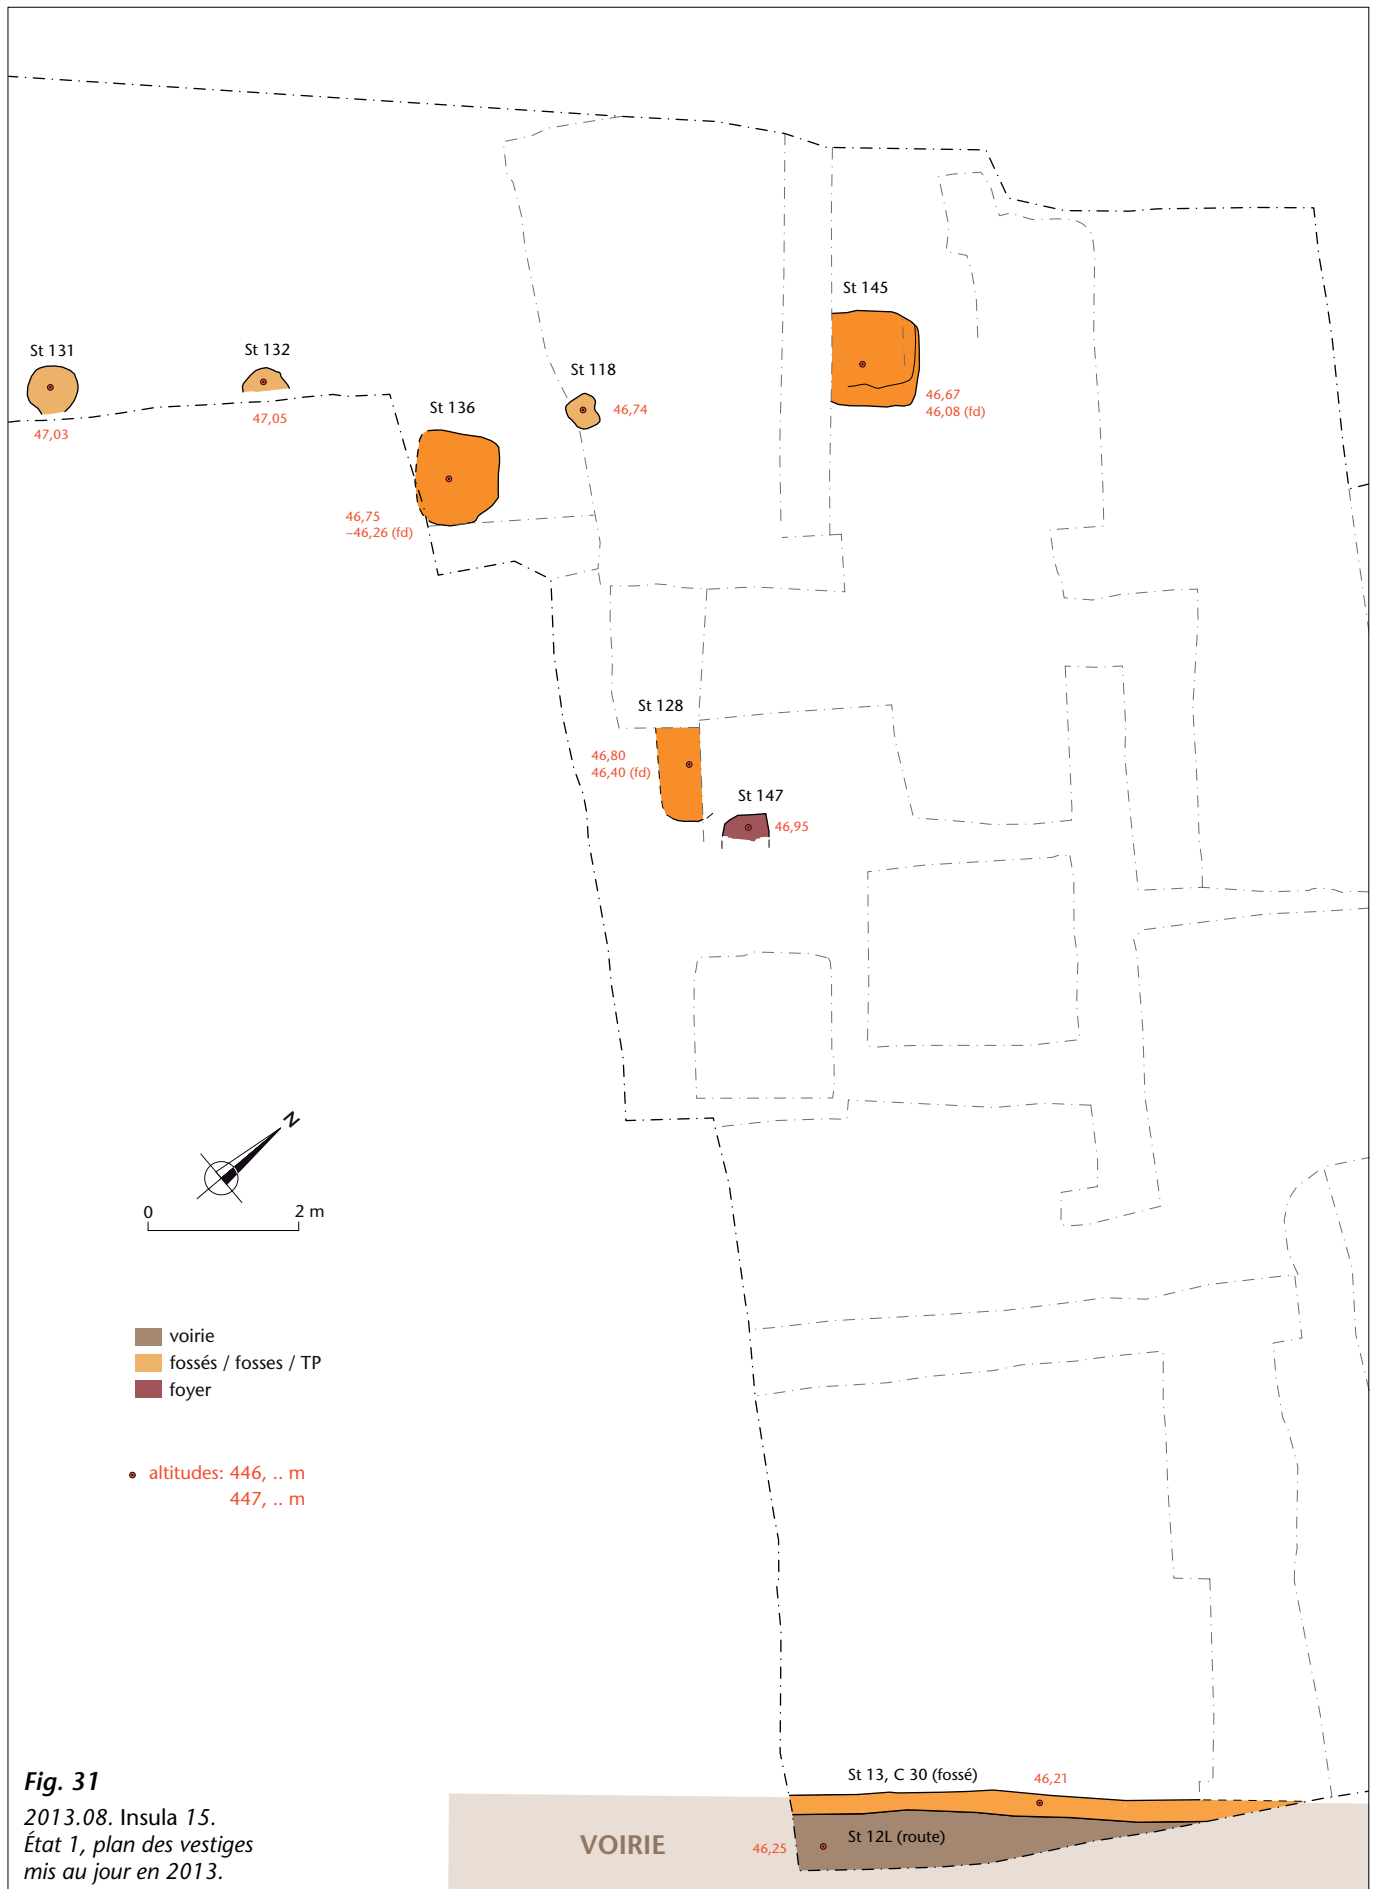 St 145
St 131
St 132
St 118
46,67
46,08 (fd)
St 136
46,74
47,05
47,03
46,75
~46,26 (fd)
St 128
46,80
46,40 (fd)
St 147
46,95
N
0 2 m
voirie
fossés / fosses / TP
foyer
altitudes: 446, .. m
447, .. m
St 13, C 30 (fossé)
46,21
St 12L (route)
46,25
VOIRIE
Fig. 31
2013.08. Insula 15.
État 1, plan des vestiges
mis au jour en 2013.